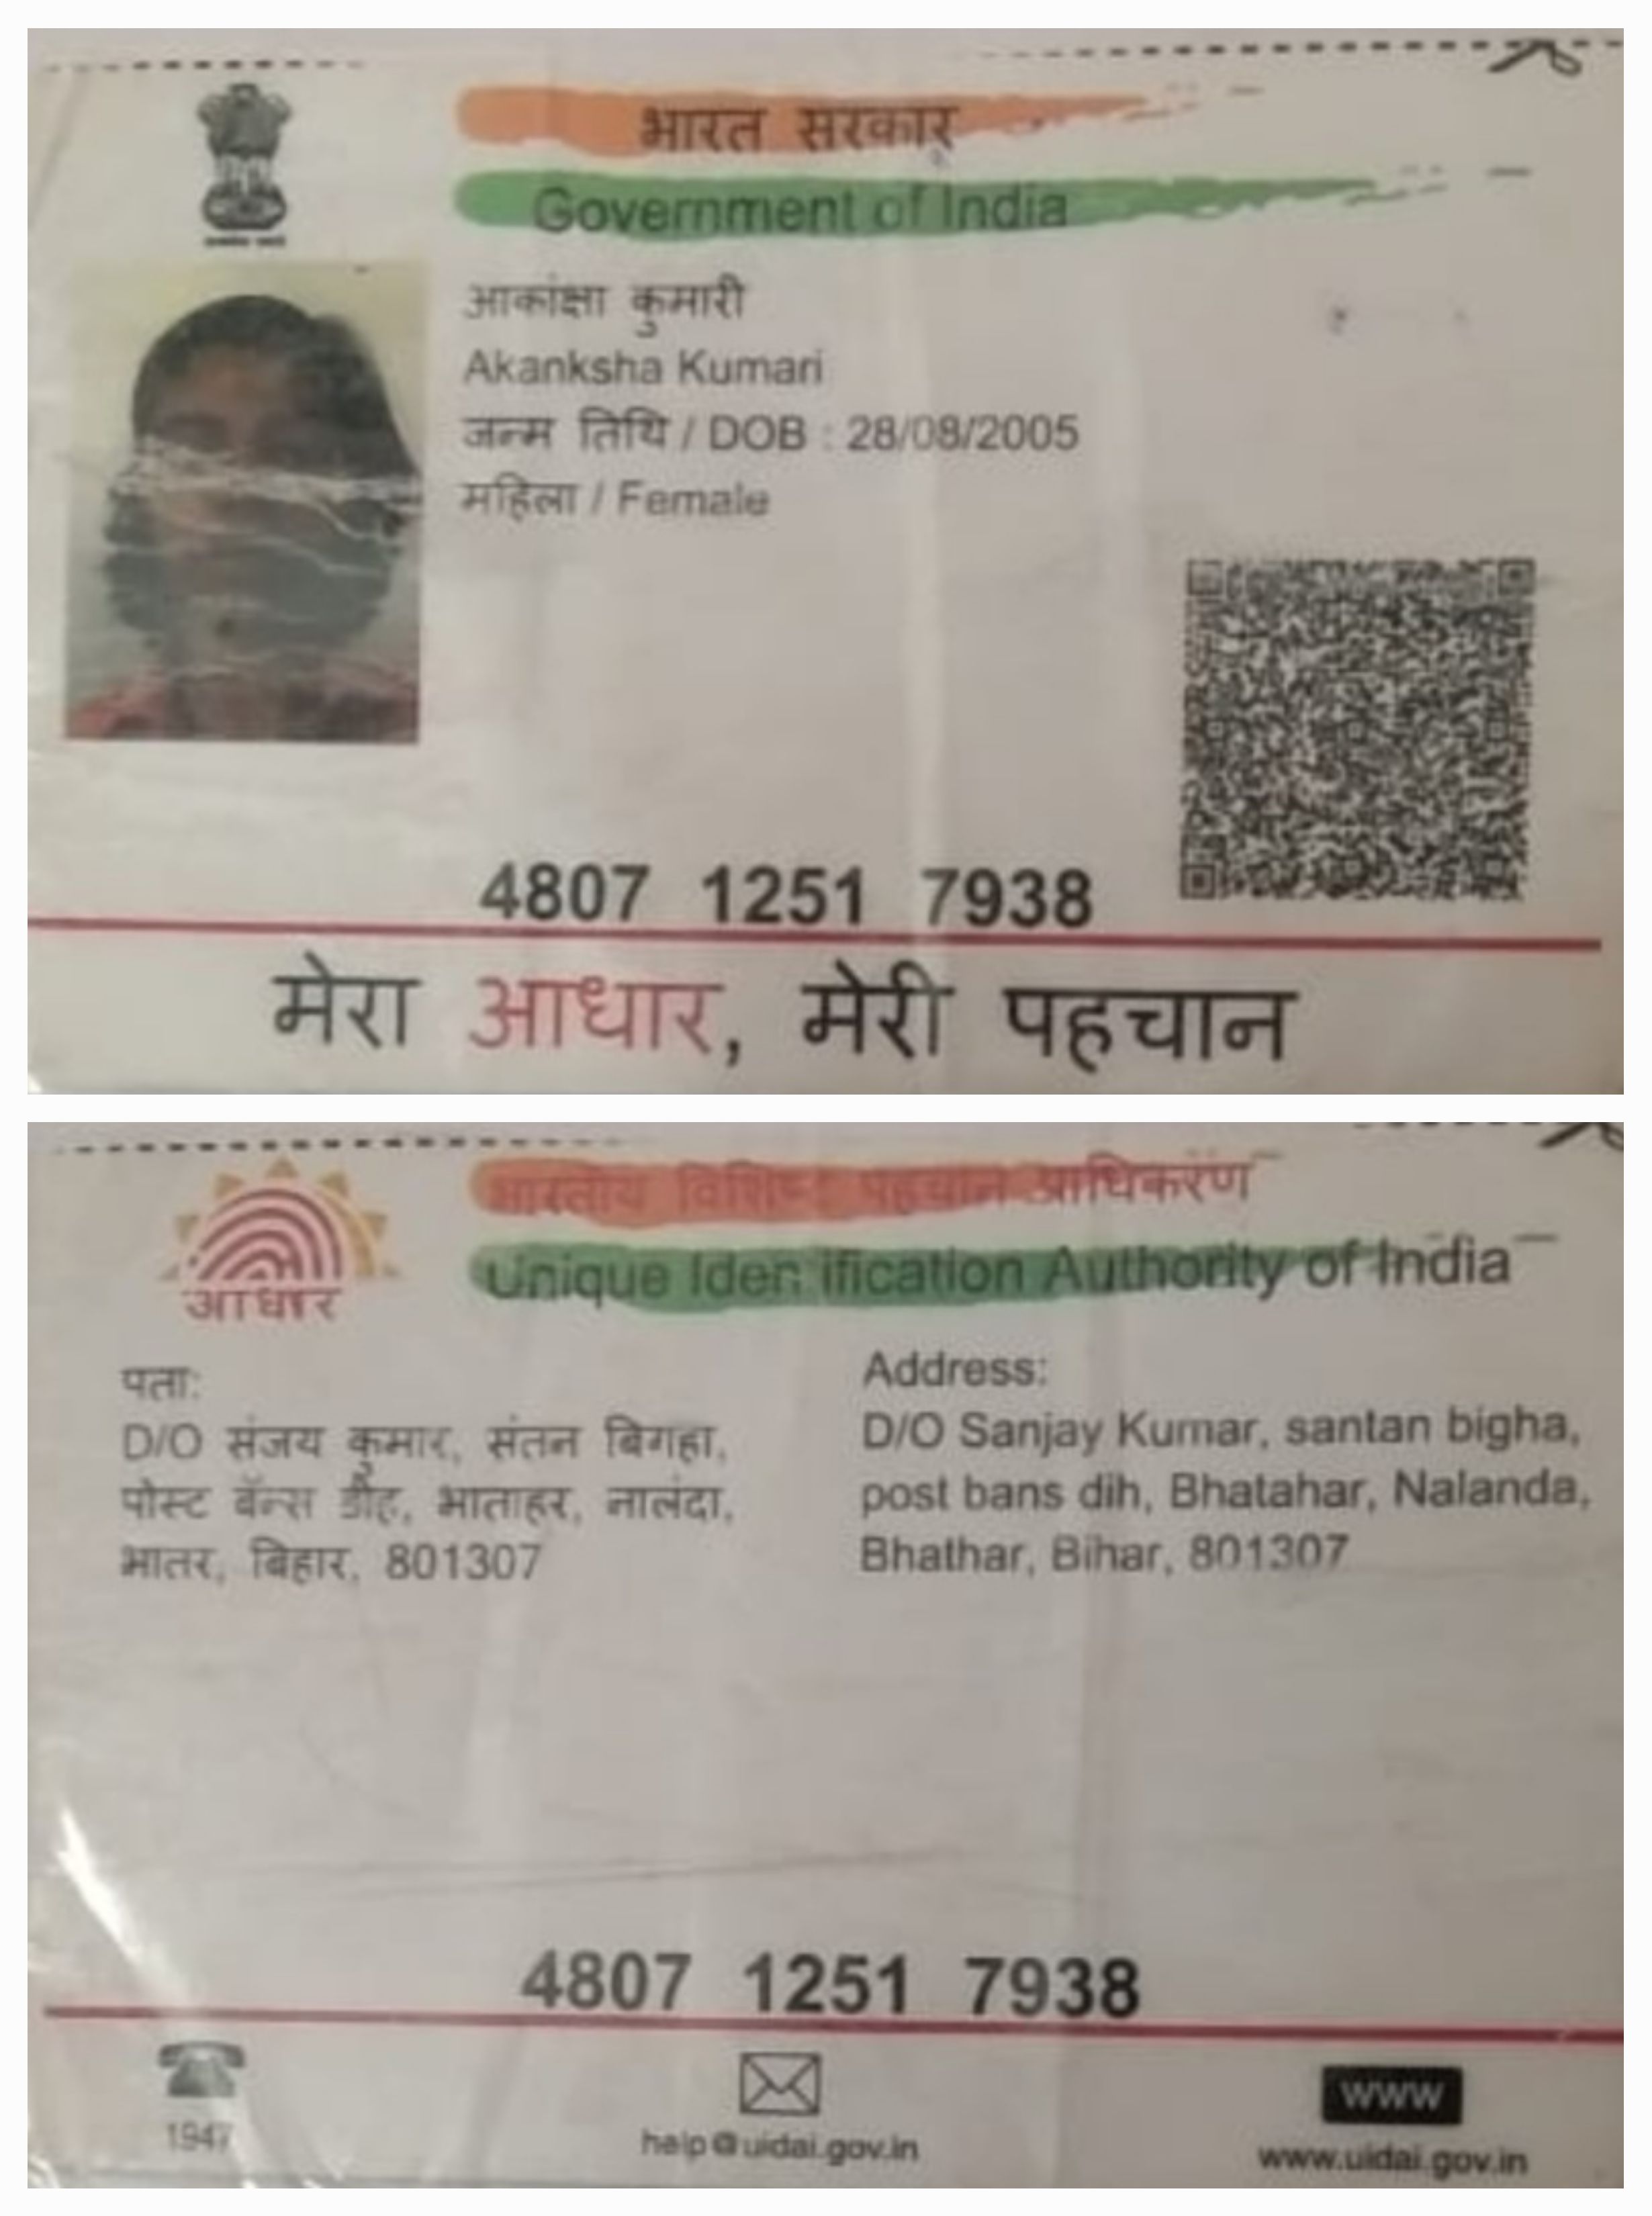 भारत सरकार
Government of India
आकांक्षा कुमारी
Akanksha Kumari
जन्म तिथि / DOB : 28/08/2005
महिला / Female
4807 1251 7938
मेरा आधार, मेरी पहचान
भारतीय विशिष्ट पहचान प्राधिकरण
Unique Identification Authority of India
आधार
पता:
D/O संजय कुमार, संतन बिगहा,
पोस्ट बॅन्स डीह, भाताहर, नालंदा,
भातर, बिहार, 801307
Address:
D/O Sanjay Kumar, santan bigha,
post bans dih, Bhatahar, Nalanda,
Bhathar, Bihar, 801307
4807 1251 7938
1947
help@uidai.gov.in
www
www.uidai.gov.in